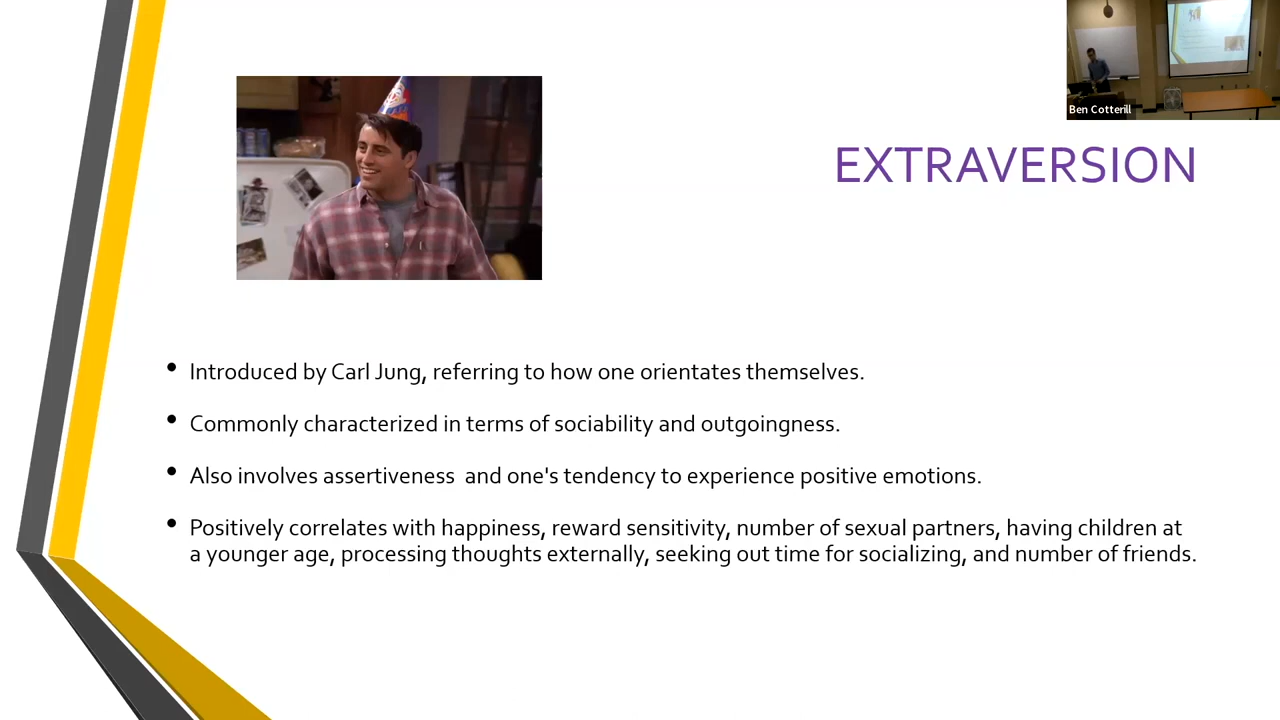 Ben Cotterill
EXTRAVERSION
• Introduced by Carl Jung, referring to how one orientates themselves.
• Commonly characterized in terms of sociability and outgoingness.
• Also involves assertiveness  and one's tendency to experience positive emotions.
• Positively correlates with happiness, reward sensitivity, number of sexual partners, having children at
a younger age, processing thoughts externally, seeking out time for socializing, and number of friends.